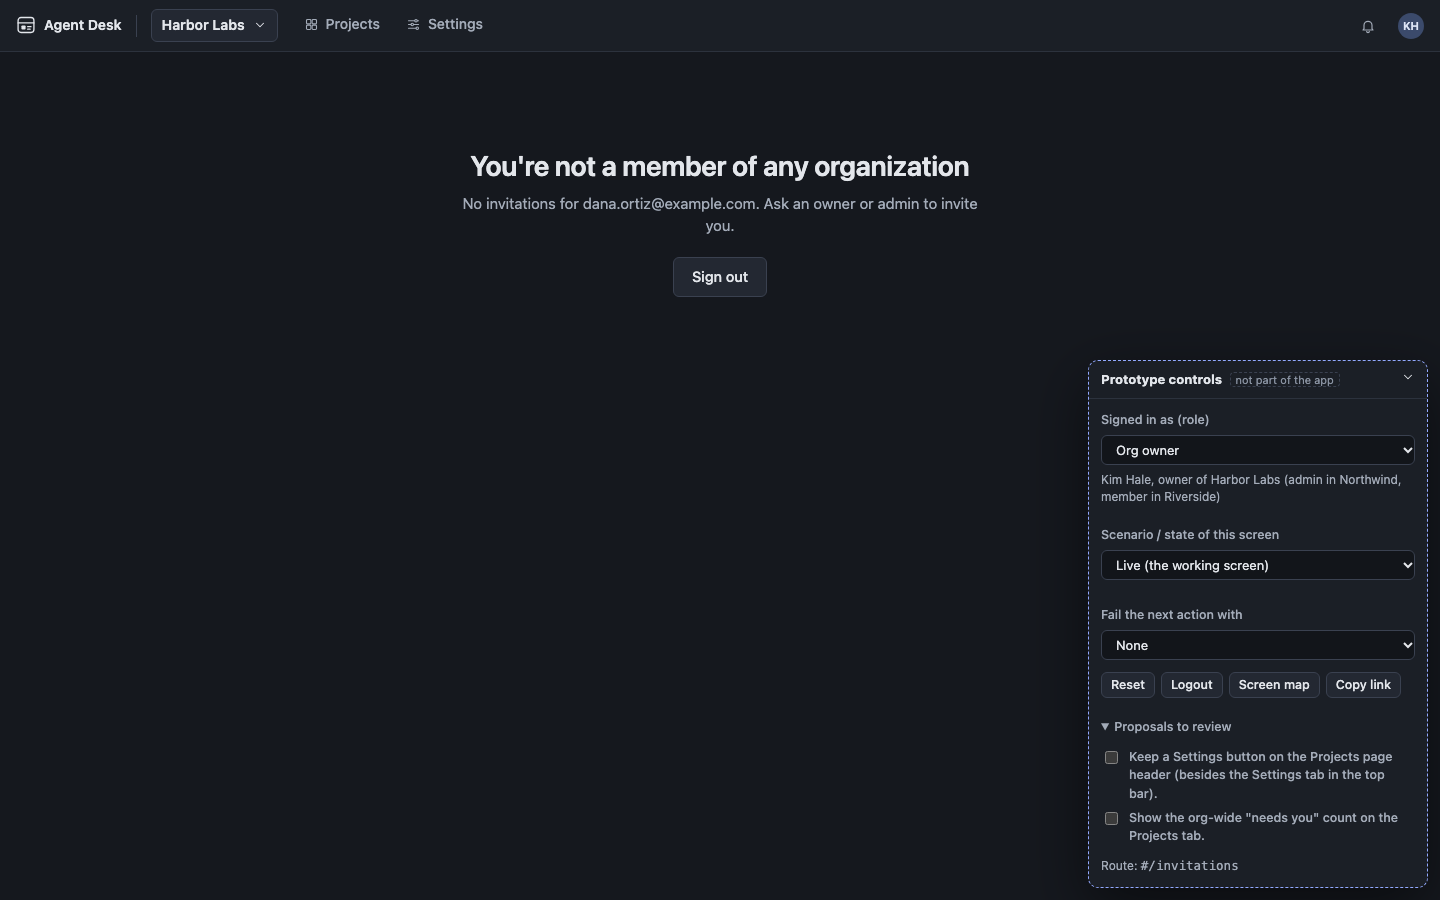 Agent Desk
Harbor Labs
Projects
Settings
KH
You're not a member of any organization
No invitations for dana.ortiz@example.com. Ask an owner or admin to invite
you.
Sign out
Prototype controls
not part of the app
Signed in as (role)
Org owner
Kim Hale, owner of Harbor Labs (admin in Northwind,
member in Riverside)
Scenario / state of this screen
Live (the working screen)
Fail the next action with
None
Reset
Logout
Screen map
Copy link
Proposals to review
Keep a Settings button on the Projects page
header (besides the Settings tab in the top
bar).
Show the org-wide "needs you" count on the
Projects tab.
Route: #/invitations